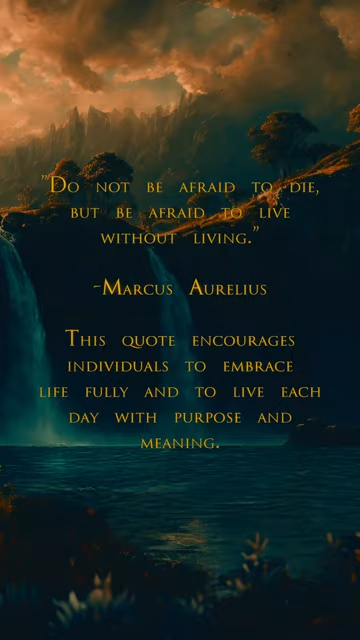 "Do not be afraid to die,
but be afraid to live
without living."
-Marcus Aurelius
This quote encourages
individuals to embrace
life fully and to live each
day with purpose and
meaning.